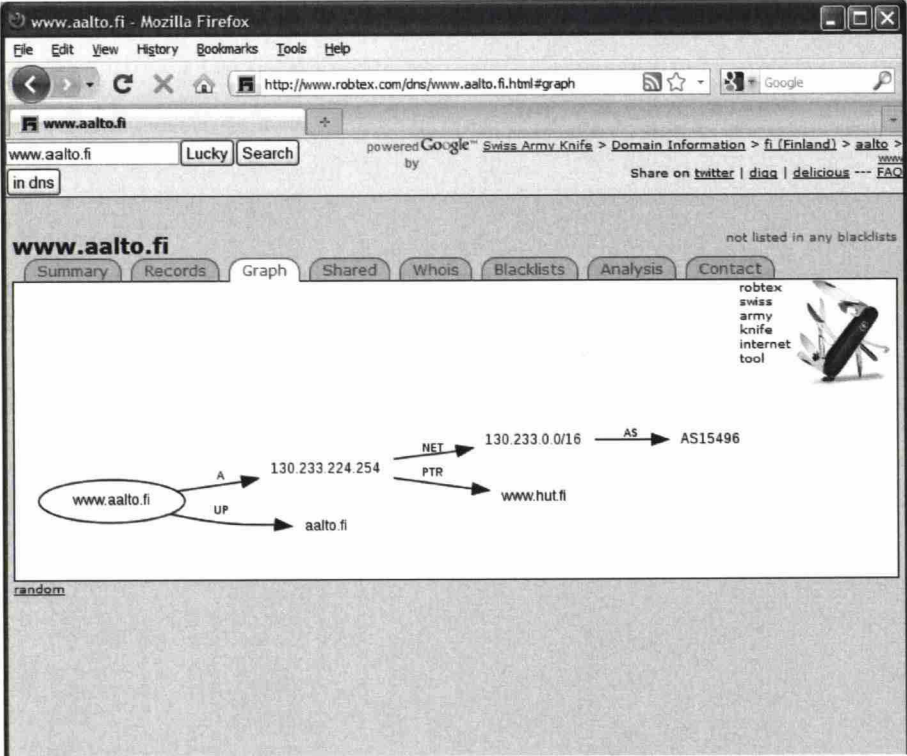 www.aalto.fi - Mozilla Firefox
File Edit View History Bookmarks Tools Help
http://www.robtex.com/dns/www.aalto.fi.html#graph Google
www.aalto.fi
www.aalto.fi Lucky Search powered by Google™ Swiss Army Knife > Domain Information > fi (Finland) > aalto >
www
in dns Share on twitter | digg | delicious --- FAQ
www.aalto.fi not listed in any blacklists
Summary Records Graph Shared Whois Blacklists Analysis Contact
robtex
swiss
army
knife
internet
tool
NET 130.233.0.0/16 AS AS15496
A 130.233.224.254 PTR www.hut.fi
www.aalto.fi
UP aalto.fi
random